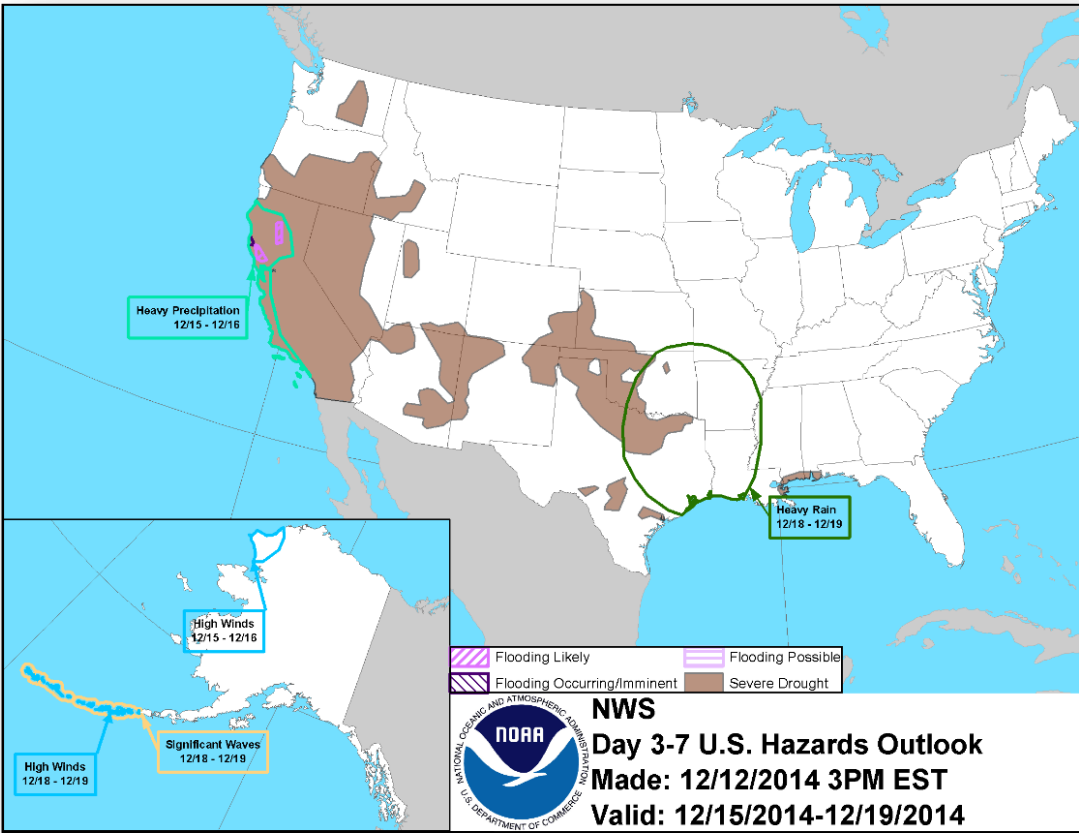 Heavy Precipitation
12/15 - 12/16
Heavy Rain
12/18 - 12/19
High Winds
12/15 - 12/16
Significant Waves
12/18 - 12/19
High Winds
12/18 - 12/19
Flooding Likely
Flooding Possible
Flooding Occurring/Imminent
Severe Drought
NATIONAL OCEANIC AND ATMOSPHERIC ADMINISTRATION
U.S. DEPARTMENT OF COMMERCE
NOAA
NWS
Day 3-7 U.S. Hazards Outlook
Made: 12/12/2014 3PM EST
Valid: 12/15/2014-12/19/2014